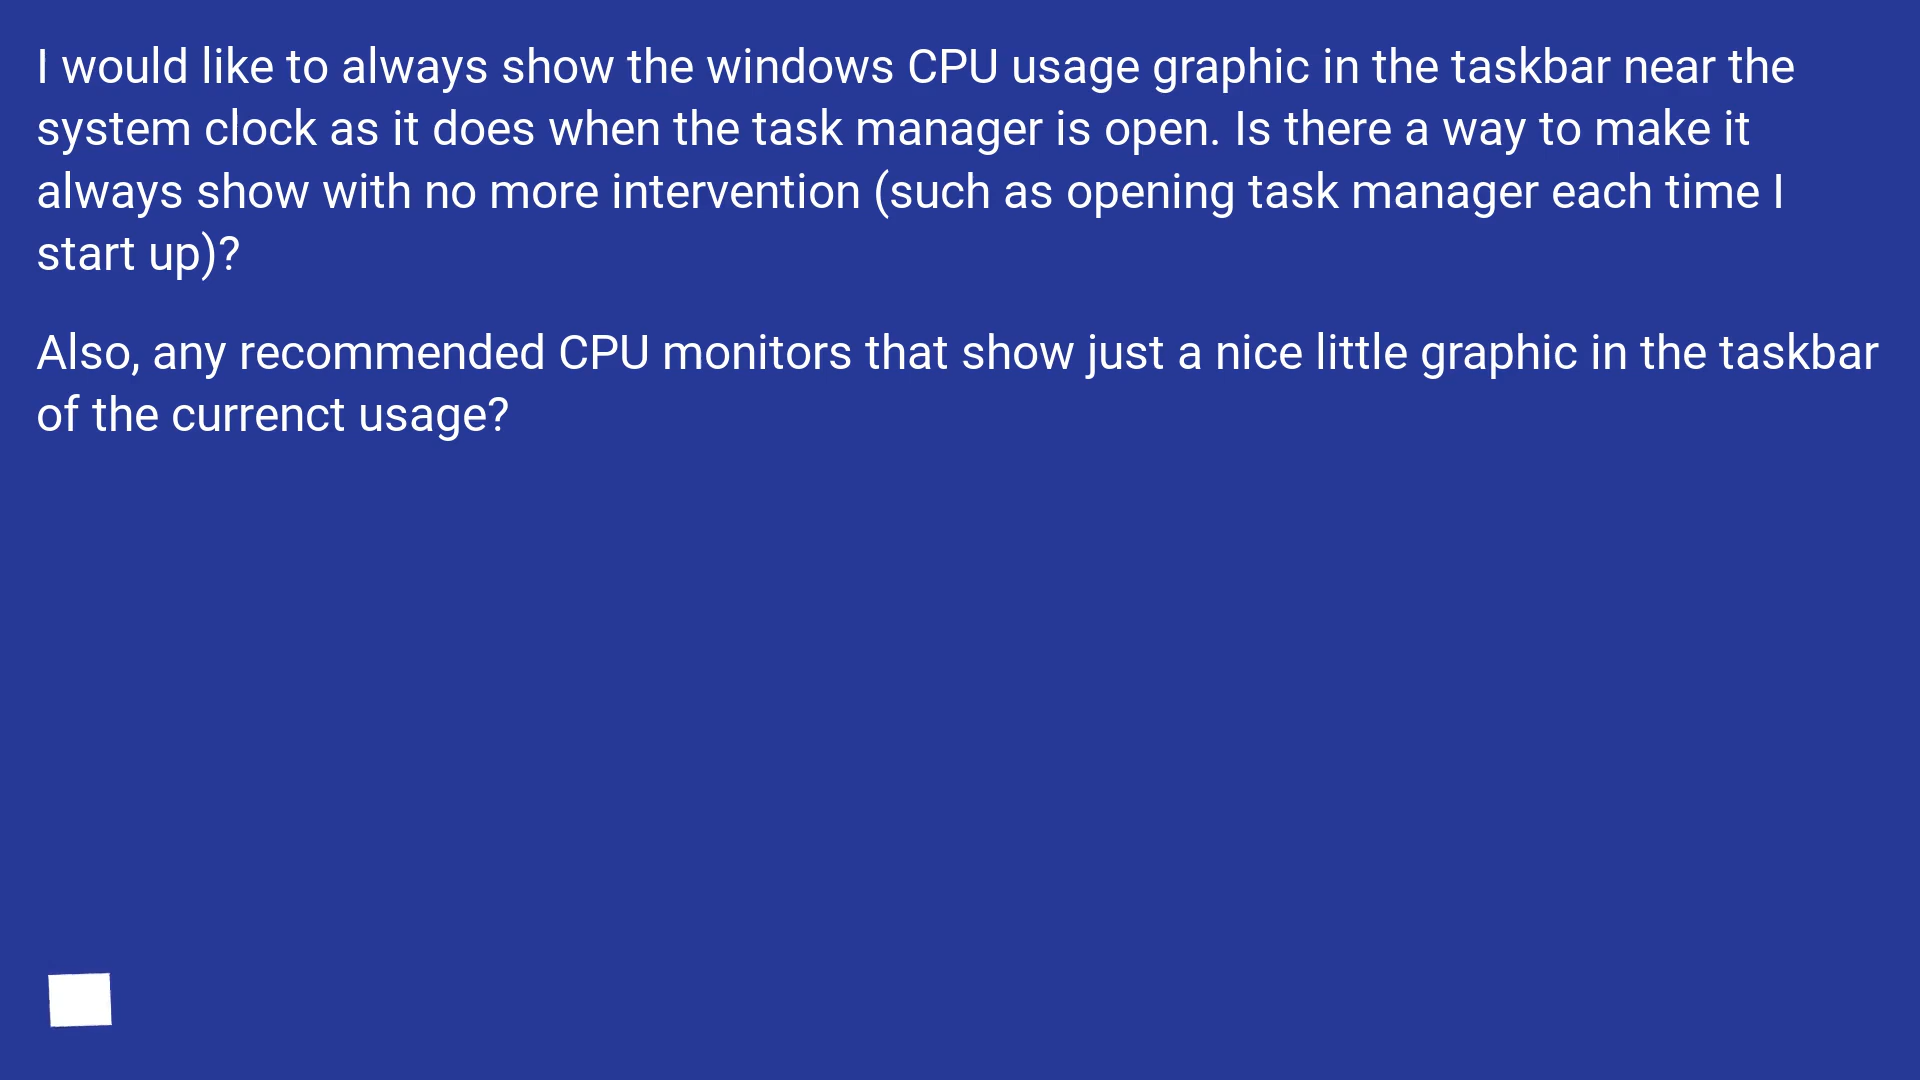 I would like to always show the windows CPU usage graphic in the taskbar near the
system clock as it does when the task manager is open. Is there a way to make it
always show with no more intervention (such as opening task manager each time I
start up)?
Also, any recommended CPU monitors that show just a nice little graphic in the taskbar
of the currenct usage?